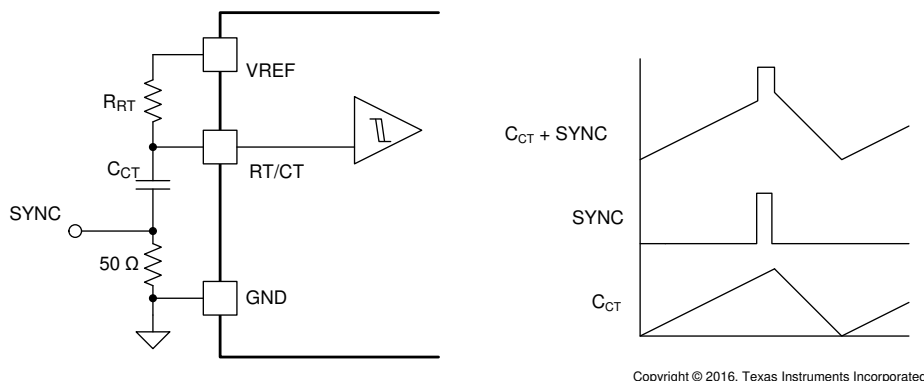 VREF
R_RT
RT/CT
C_CT
SYNC
50 Ω
GND
C_CT + SYNC
SYNC
C_CT
Copyright © 2016, Texas Instruments Incorporated